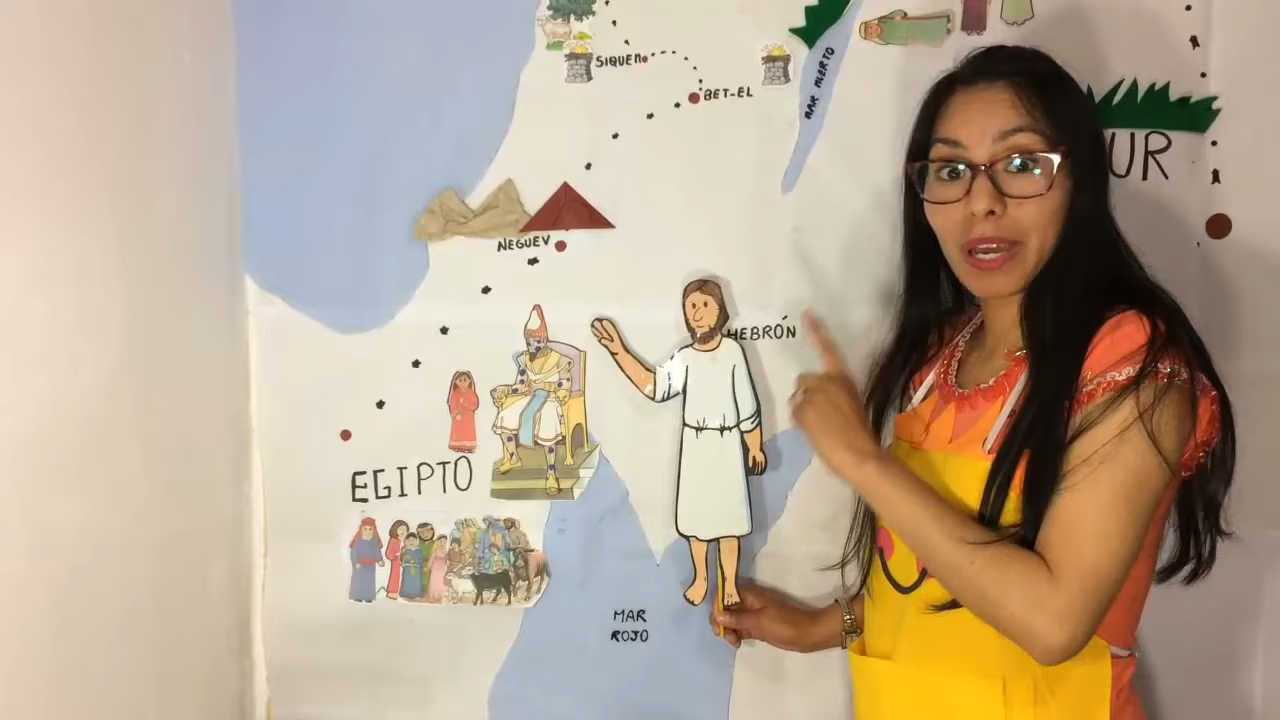 SIQUEM
BET-EL
MAR MUERTO
UR
NEGUEV
HEBRÓN
EGIPTO
MAR
ROJO